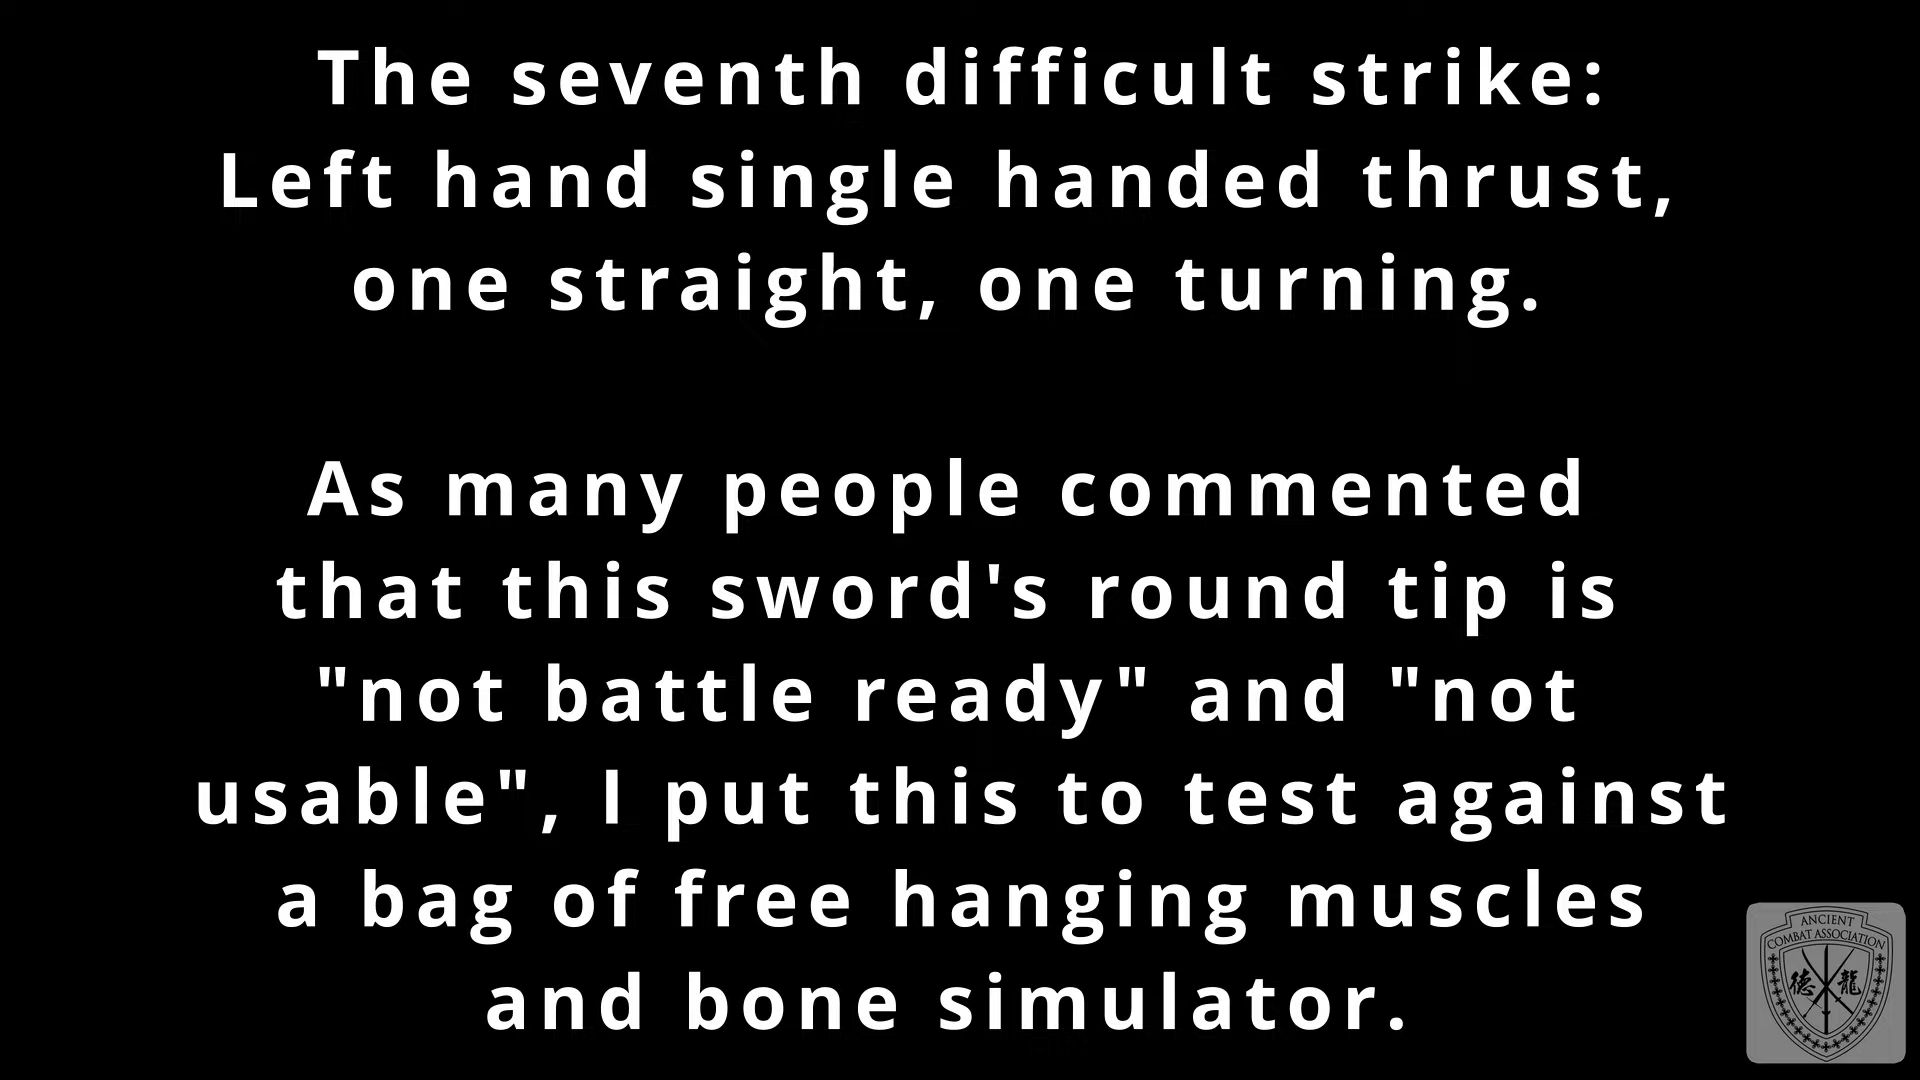 The seventh difficult strike:
Left hand single handed thrust,
one straight, one turning.
As many people commented
that this sword's round tip is
"not battle ready" and "not
usable", I put this to test against
a bag of free hanging muscles
and bone simulator.
ANCIENT
COMBAT ASSOCIATION
德 龍